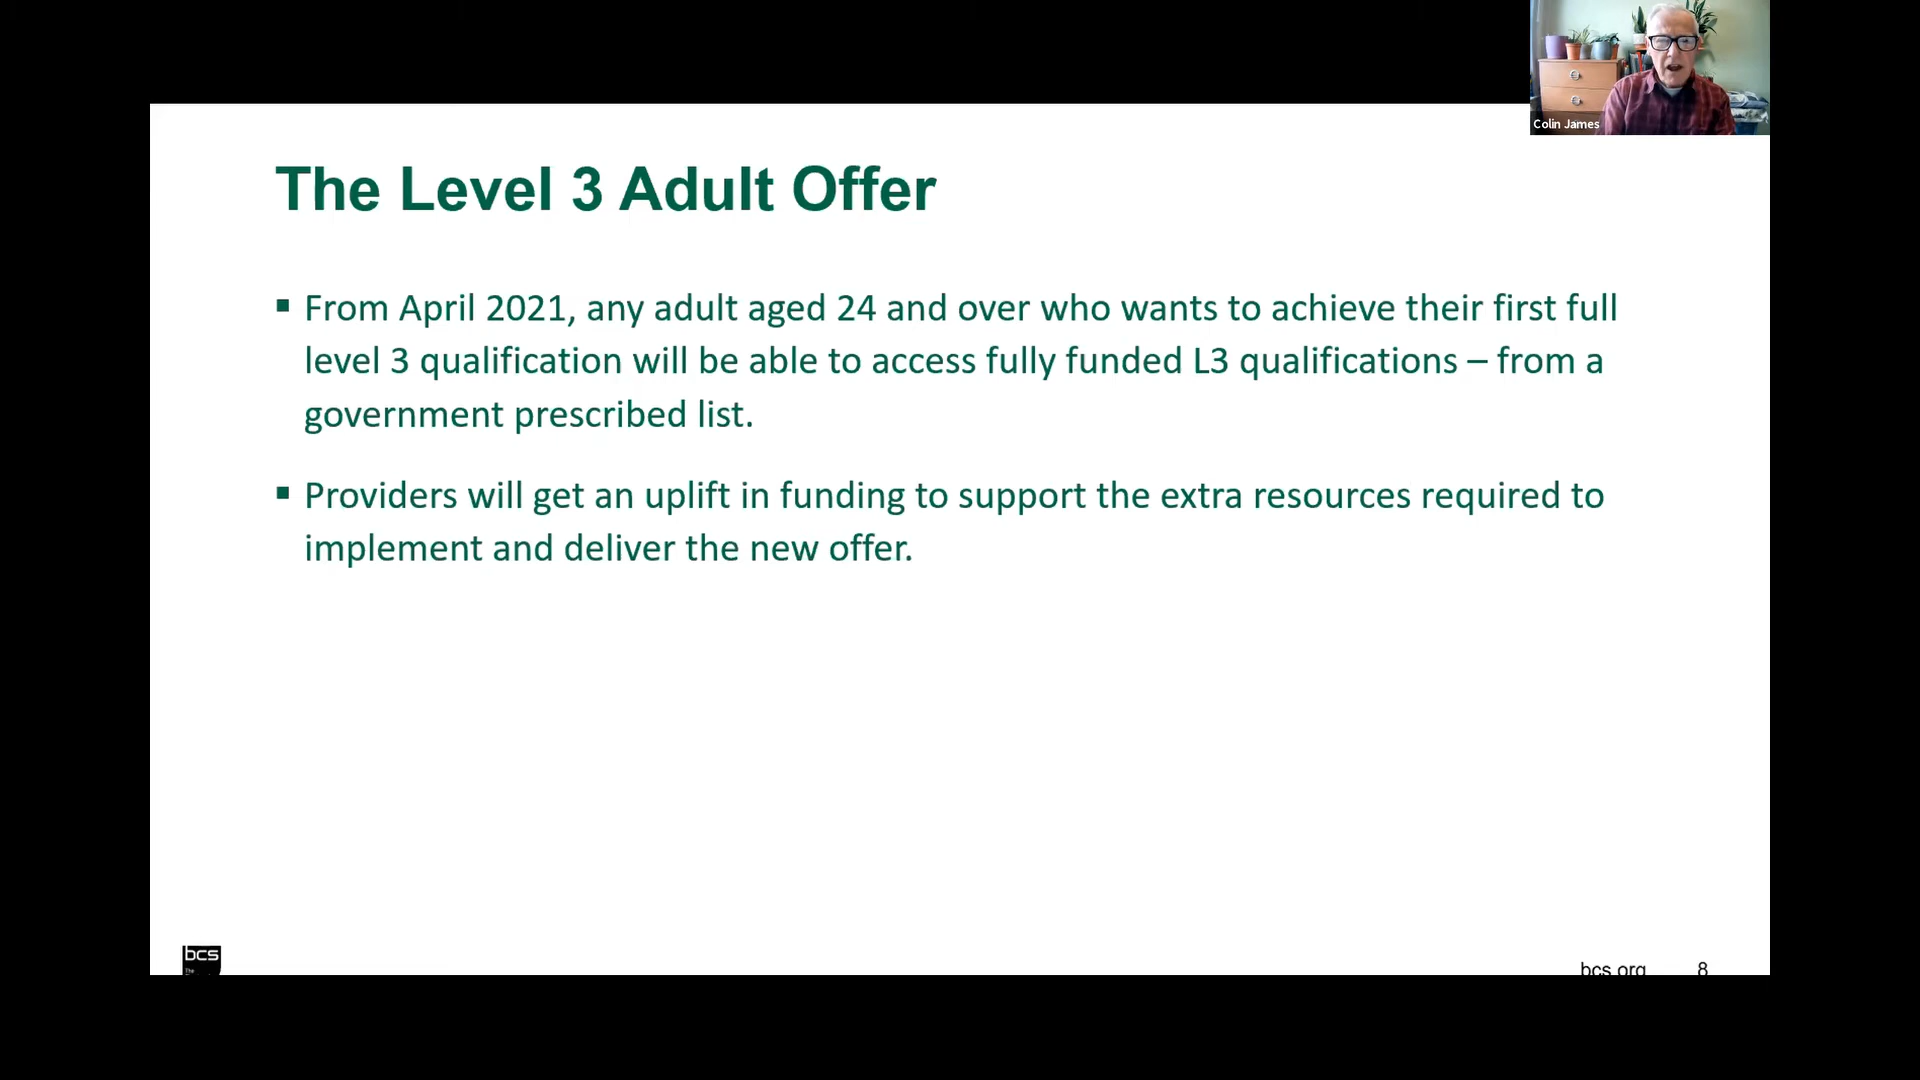 Colin James
The Level 3 Adult Offer
▪ From April 2021, any adult aged 24 and over who wants to achieve their first full
level 3 qualification will be able to access fully funded L3 qualifications – from a
government prescribed list.
▪ Providers will get an uplift in funding to support the extra resources required to
implement and deliver the new offer.
bcs
The
bcs.org 8